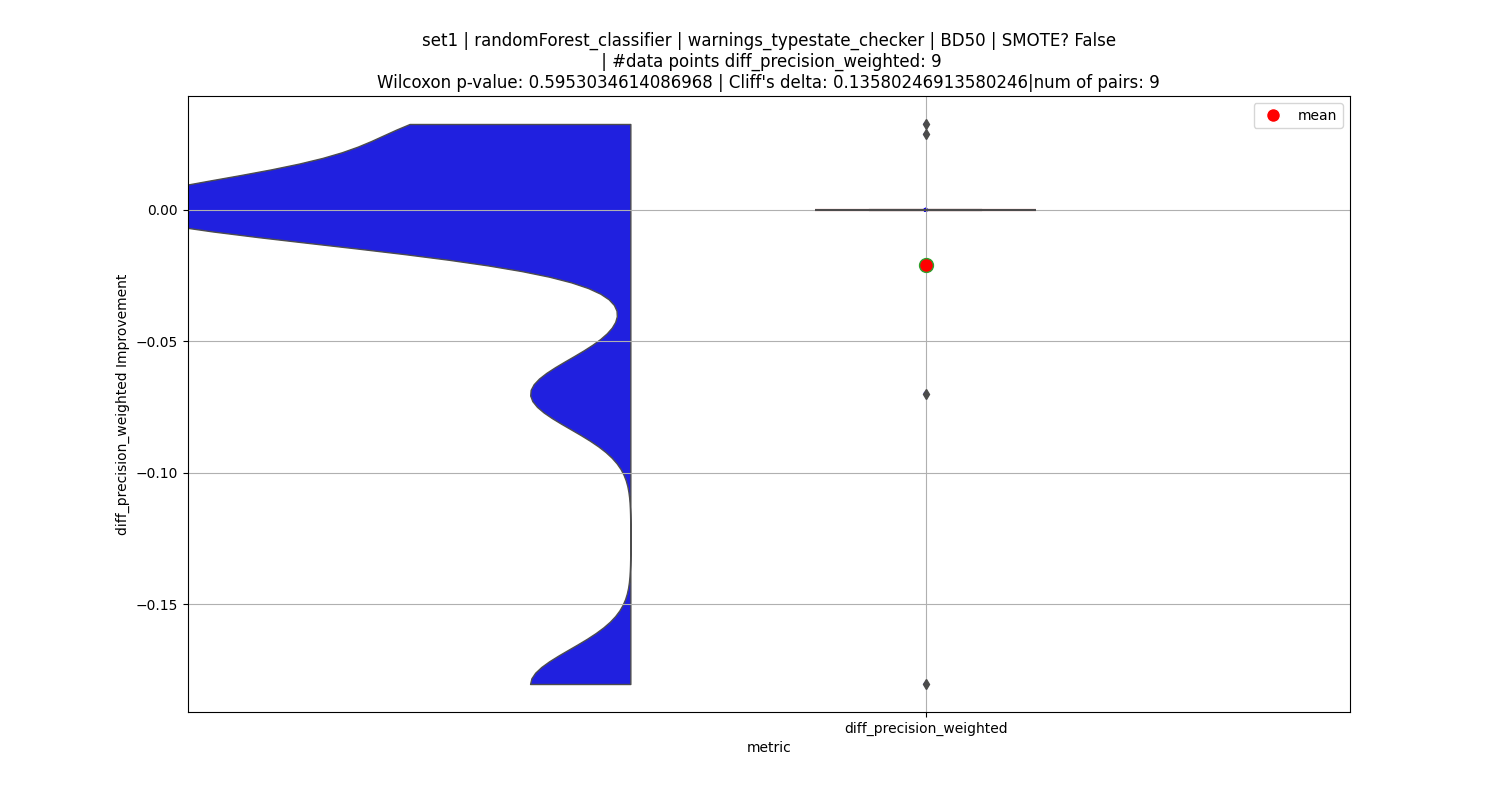 set1 | randomForest_classifier | warnings_typestate_checker | BD50 | SMOTE? False
| #data points diff_precision_weighted: 9
Wilcoxon p-value: 0.5953034614086968 | Cliff's delta: 0.13580246913580246|num of pairs: 9
mean
0.00
−0.05
−0.10
−0.15
diff_precision_weighted Improvement
diff_precision_weighted
metric